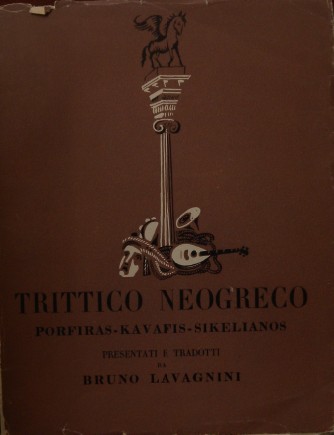 TRITTICO NEOGRECO
PORFIRAS-KAVAFIS-SIKELIANOS
PRESENTATI E TRADOTTI
DA
BRUNO LAVAGNINI